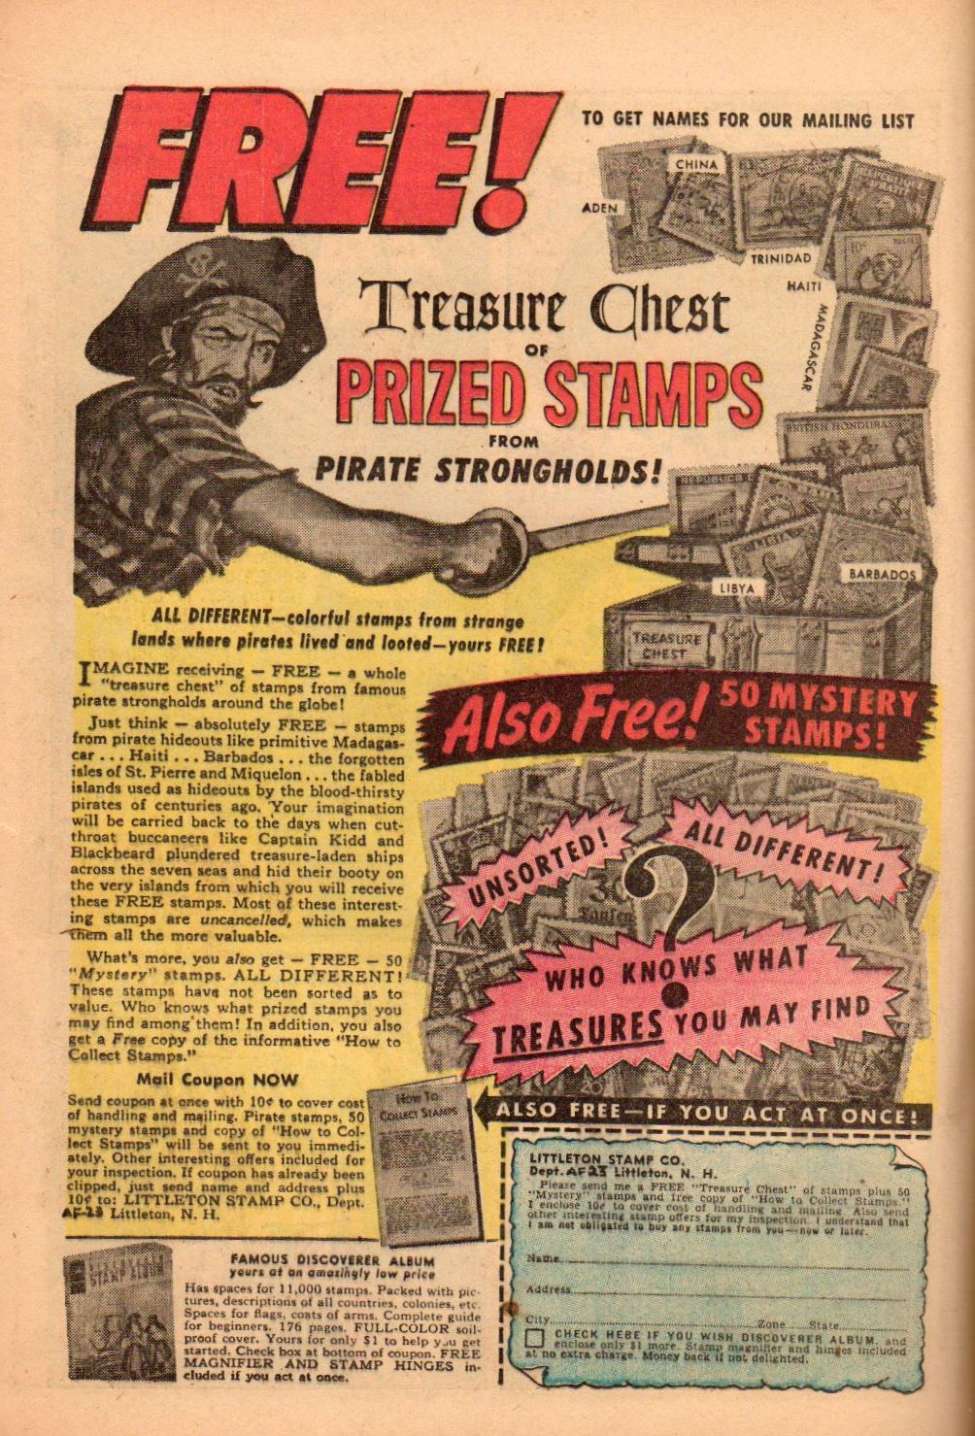 FREE!
TO GET NAMES FOR OUR MAILING LIST
CHINA
ADEN
TRINIDAD
HAITI
MADAGASCAR
BRITISH HONDURAS
Treasure Chest
OF
PRIZED STAMPS
FROM
PIRATE STRONGHOLDS!
LIBYA
BARBADOS
TREASURE
CHEST
ALL DIFFERENT—colorful stamps from strange
lands where pirates lived and looted—yours FREE!
IMAGINE receiving — FREE — a whole
"treasure chest" of stamps from famous
pirate strongholds around the globe!
Just think — absolutely FREE — stamps
from pirate hideouts like primitive Madagas-
car . . . Haiti . . . Barbados . . . the forgotten
isles of St. Pierre and Miquelon . . . the fabled
islands used as hideouts by the blood-thirsty
pirates of centuries ago. Your imagination
will be carried back to the days when cut-
throat buccaneers like Captain Kidd and
Blackbeard plundered treasure-laden ships
across the seven seas and hid their booty on
the very islands from which you will receive
these FREE stamps. Most of these interest-
ing stamps are uncancelled, which makes
them all the more valuable.
What's more, you also get — FREE — 50
"Mystery" stamps. ALL DIFFERENT!
These stamps have not been sorted as to
value. Who knows what prized stamps you
may find among them! In addition, you also
get a Free copy of the informative "How to
Collect Stamps."
Mail Coupon NOW
Send coupon at once with 10¢ to cover cost
of handling and mailing. Pirate stamps, 50
mystery stamps and copy of "How to Col-
lect Stamps" will be sent to you immedi-
ately. Other interesting offers included for
your inspection. If coupon has already been
clipped, just send name and address plus
10¢ to: LITTLETON STAMP CO., Dept.
AF-23 Littleton, N. H.
Also Free! 50 MYSTERY
STAMPS!
UNSORTED!
ALL DIFFERENT!
?
WHO KNOWS WHAT
TREASURES YOU MAY FIND
How To
COLLECT STAMPS
ALSO FREE—IF YOU ACT AT ONCE!
STAMP ALBUM
FAMOUS DISCOVERER ALBUM
yours at an amazingly low price
Has spaces for 11,000 stamps. Packed with pic-
tures, descriptions of all countries, colonies, etc.
Spaces for flags, coats of arms. Complete guide
for beginners. 176 pages. FULL-COLOR soil-
proof cover. Yours for only $1 to help you get
started. Check box at bottom of coupon. FREE
MAGNIFIER AND STAMP HINGES in-
cluded if you act at once.
LITTLETON STAMP CO.
Dept. AF23 Littleton, N. H.
Please send me a FREE "Treasure Chest" of stamps plus 50
"Mystery" stamps and free copy of "How to Collect Stamps."
I enclose 10¢ to cover cost of handling and mailing. Also send
other interesting stamp offers for my inspection. I understand that
I am not obligated to buy any stamps from you—now or later.
Name
Address
City Zone State
CHECK HERE IF YOU WISH DISCOVERER ALBUM, and
enclose only $1 more. Stamp magnifier and hinges included
at no extra charge. Money back if not delighted.